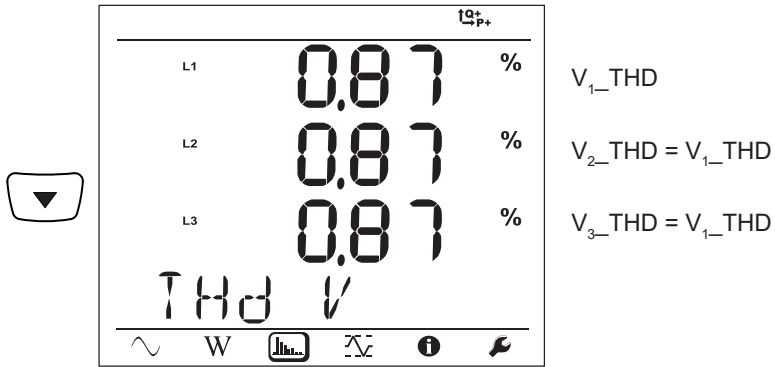 Q+
P+
L1 0.87 % V₁_THD
L2 0.87 % V₂_THD = V₁_THD
L3 0.87 % V₃_THD = V₁_THD
THd V
W